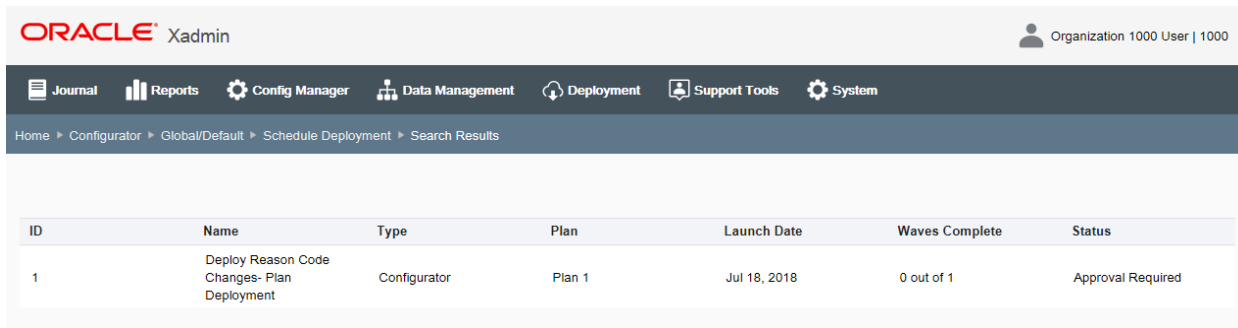 ORACLE Xadmin
Organization 1000 User | 1000
Journal Reports Config Manager Data Management Deployment Support Tools System
Home Configurator Global/Default Schedule Deployment Search Results
ID Name Type Plan Launch Date Waves Complete Status
1 Deploy Reason Code Changes- Plan Deployment Configurator Plan 1 Jul 18, 2018 0 out of 1 Approval Required